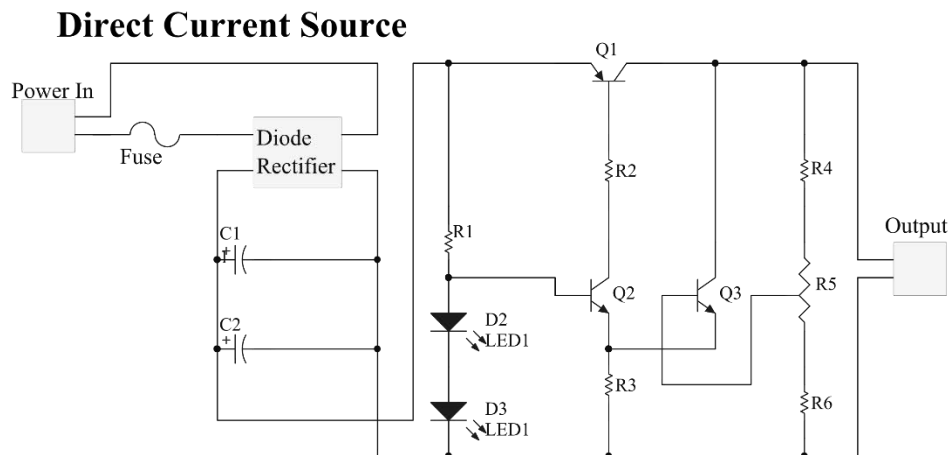 Direct Current Source
Power In
Fuse
Diode
Rectifier
C1
+
C2
+
R1
D2
LED1
D3
LED1
Q1
R2
Q2
R3
Q3
R4
R5
R6
Output